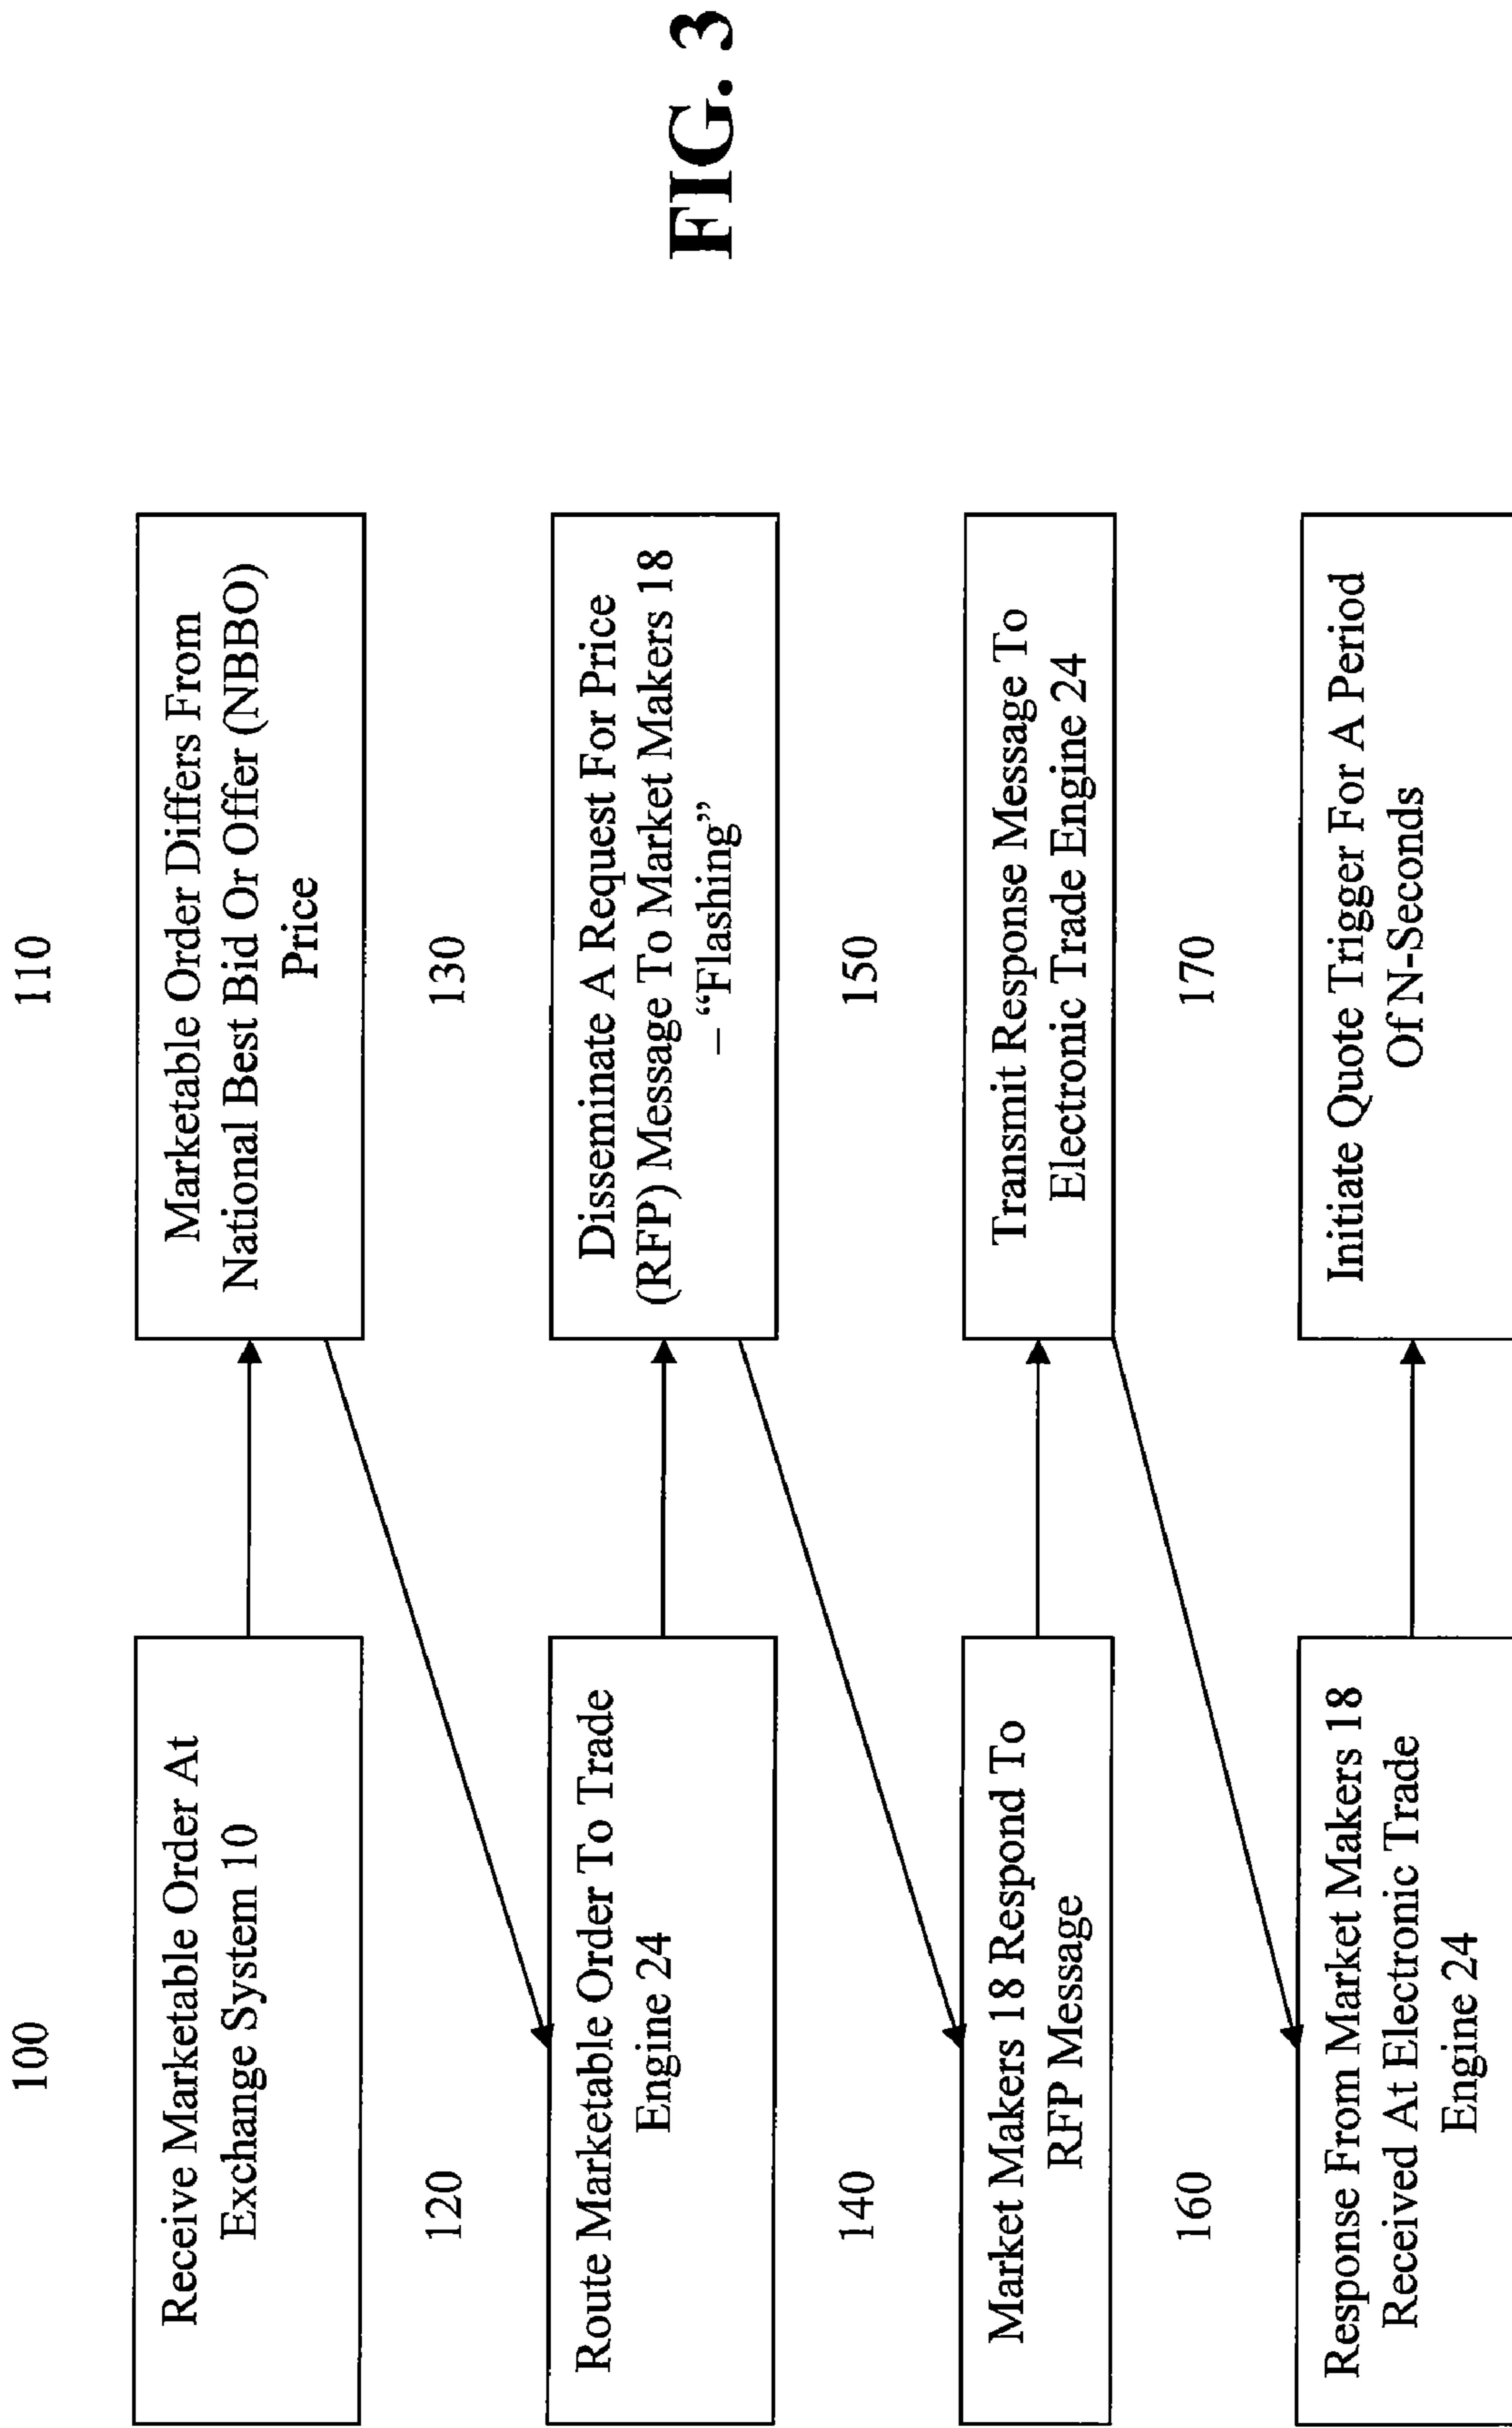 100
Receive Marketable Order At
Exchange System 10
110
Marketable Order Differs From
National Best Bid Or Offer (NBBO)
Price
120
Route Marketable Order To Trade
Engine 24
130
Disseminate A Request For Price
(RFP) Message To Market Makers 18
– “Flashing”
140
Market Makers 18 Respond To
RFP Message
150
Transmit Response Message To
Electronic Trade Engine 24
160
Response From Market Makers 18
Received At Electronic Trade
Engine 24
170
Initiate Quote Trigger For A Period
Of N-Seconds
FIG. 3